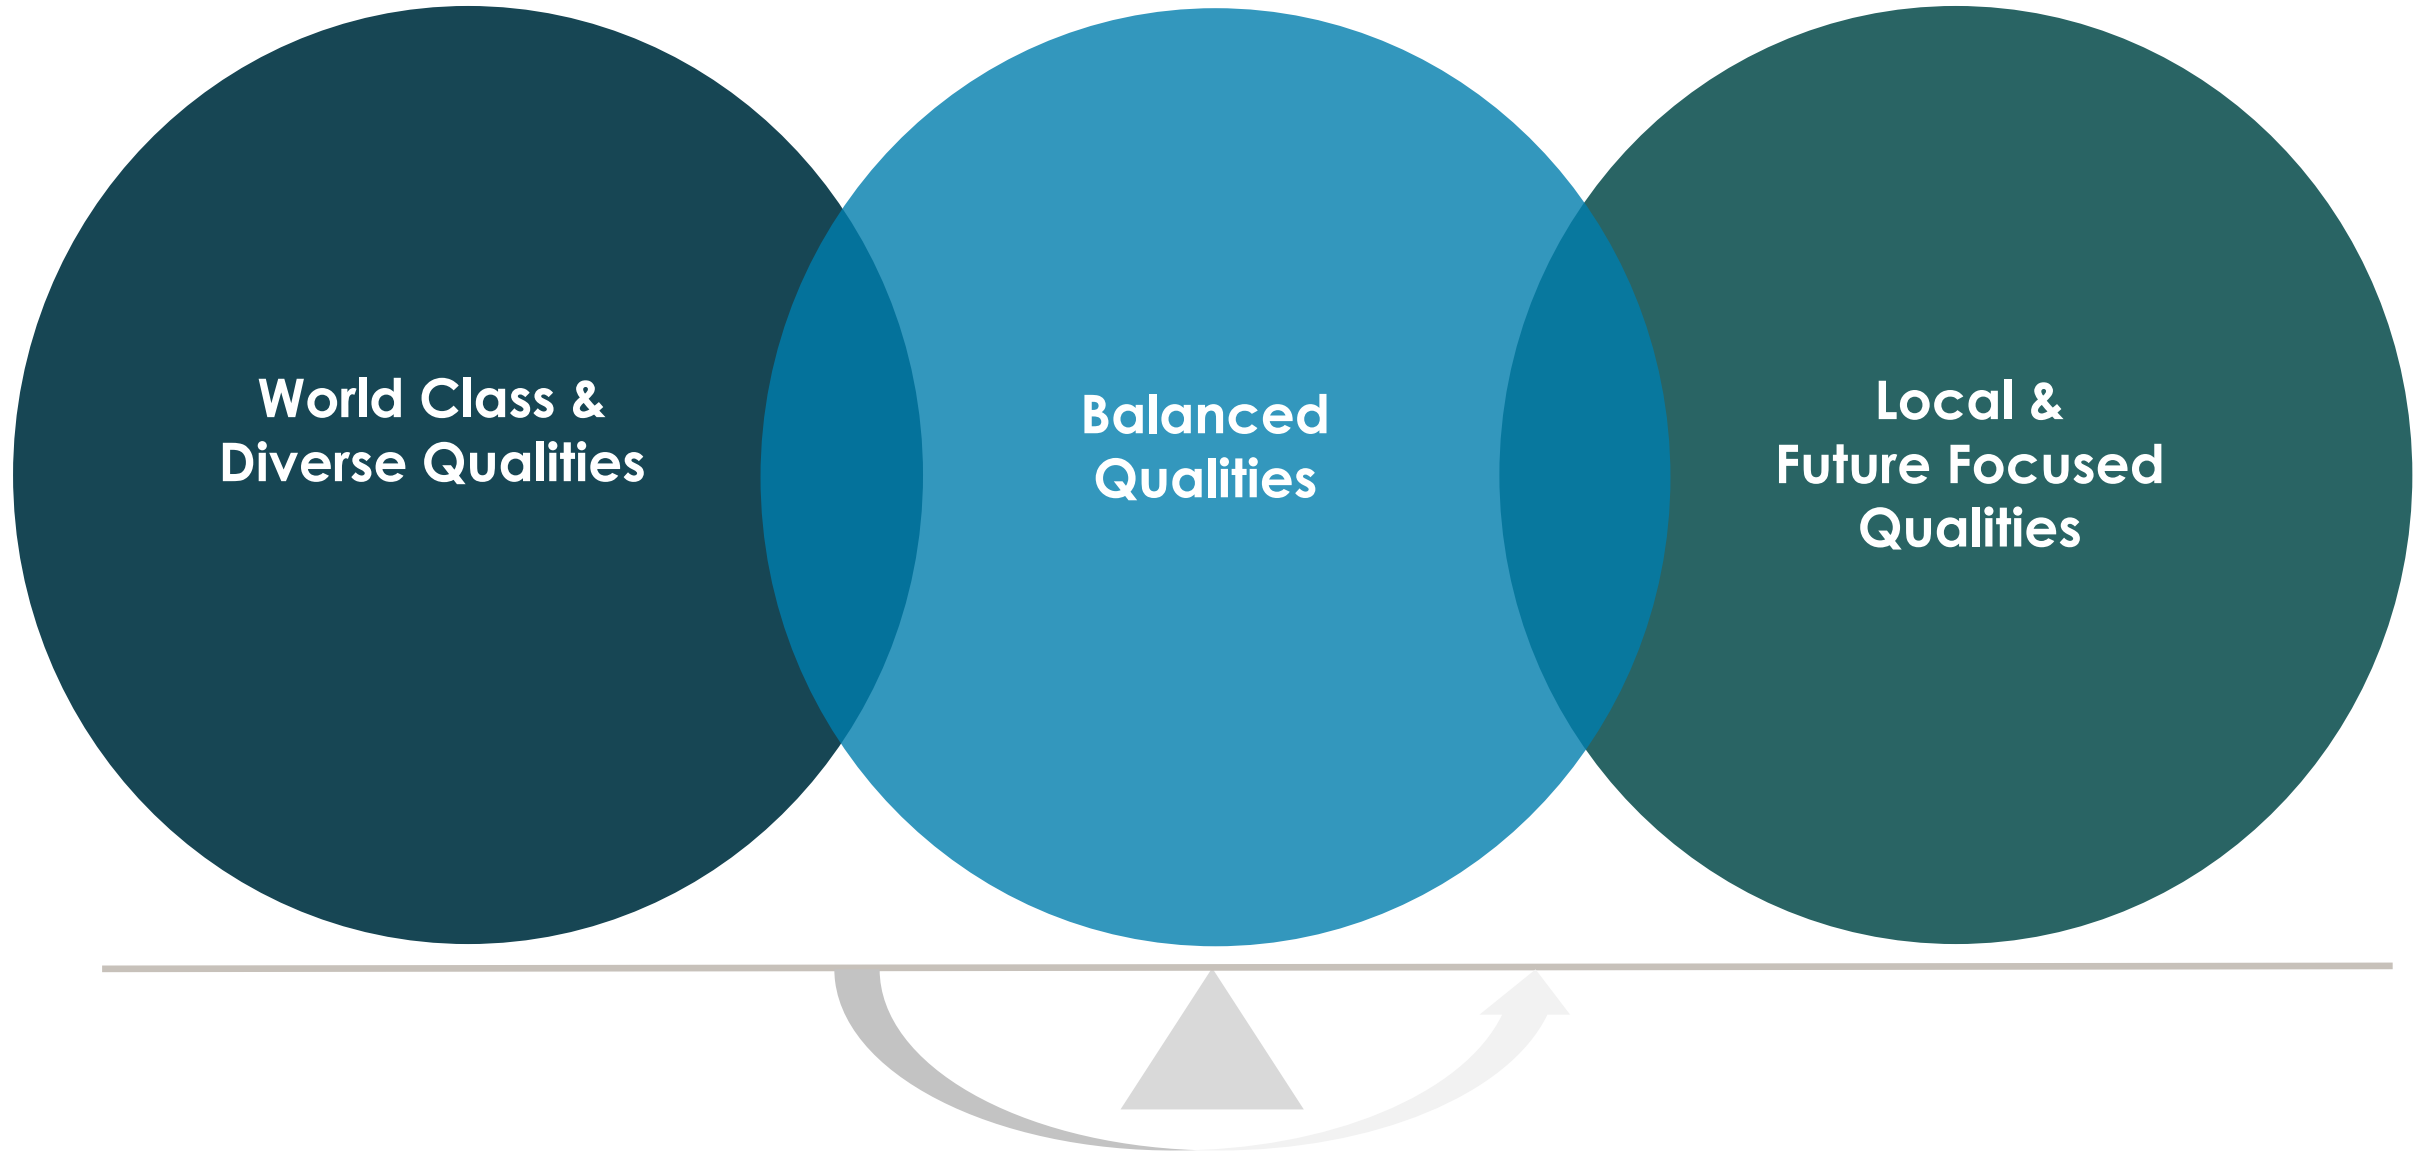 World Class &
Diverse Qualities
Balanced
Qualities
Local &
Future Focused
Qualities